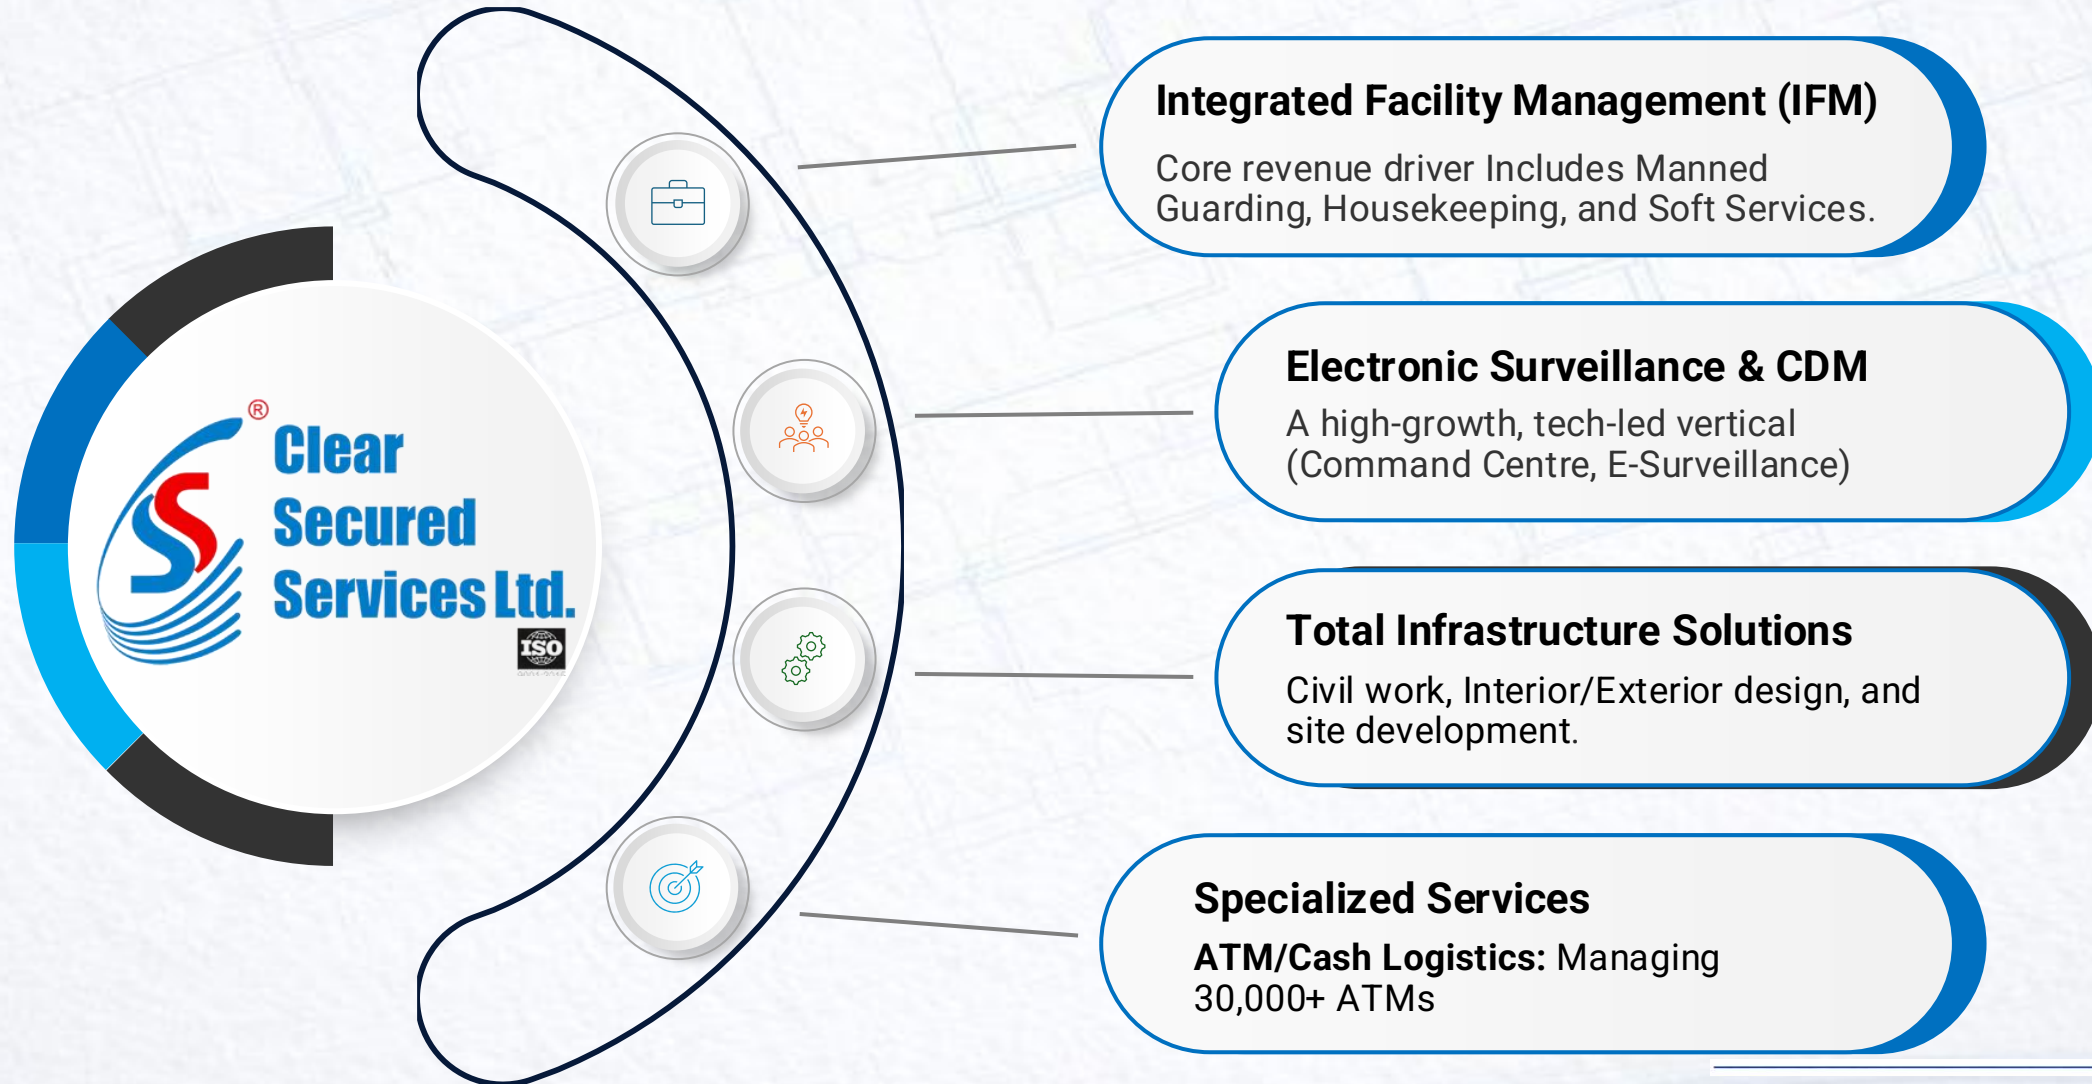 ®
Clear
Secured
Services Ltd.
ISO
Integrated Facility Management (IFM)
Core revenue driver Includes Manned
Guarding, Housekeeping, and Soft Services.
Electronic Surveillance & CDM
A high-growth, tech-led vertical
(Command Centre, E-Surveillance)
Total Infrastructure Solutions
Civil work, Interior/Exterior design, and
site development.
Specialized Services
ATM/Cash Logistics: Managing
30,000+ ATMs